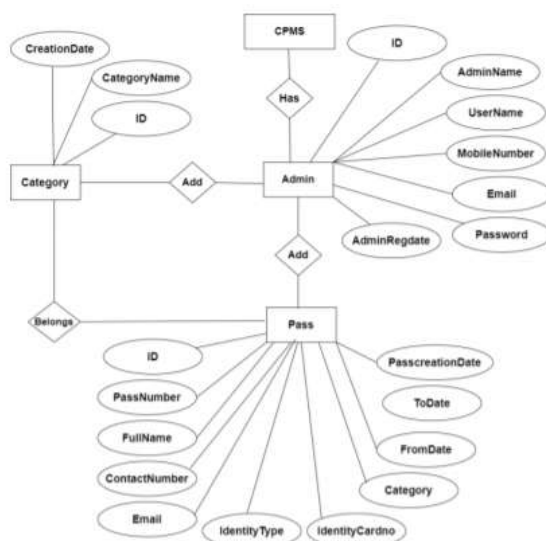 CPMS
ID
CreationDate
AdminName
CategoryName
Has
UserName
ID
MobileNumber
Category
Add
Admin
Email
AdminRegdate
Password
Add
Belongs
Pass
ID
PasscreationDate
PassNumber
ToDate
FullName
FromDate
ContactNumber
Category
Email
IdentityType
IdentityCardno